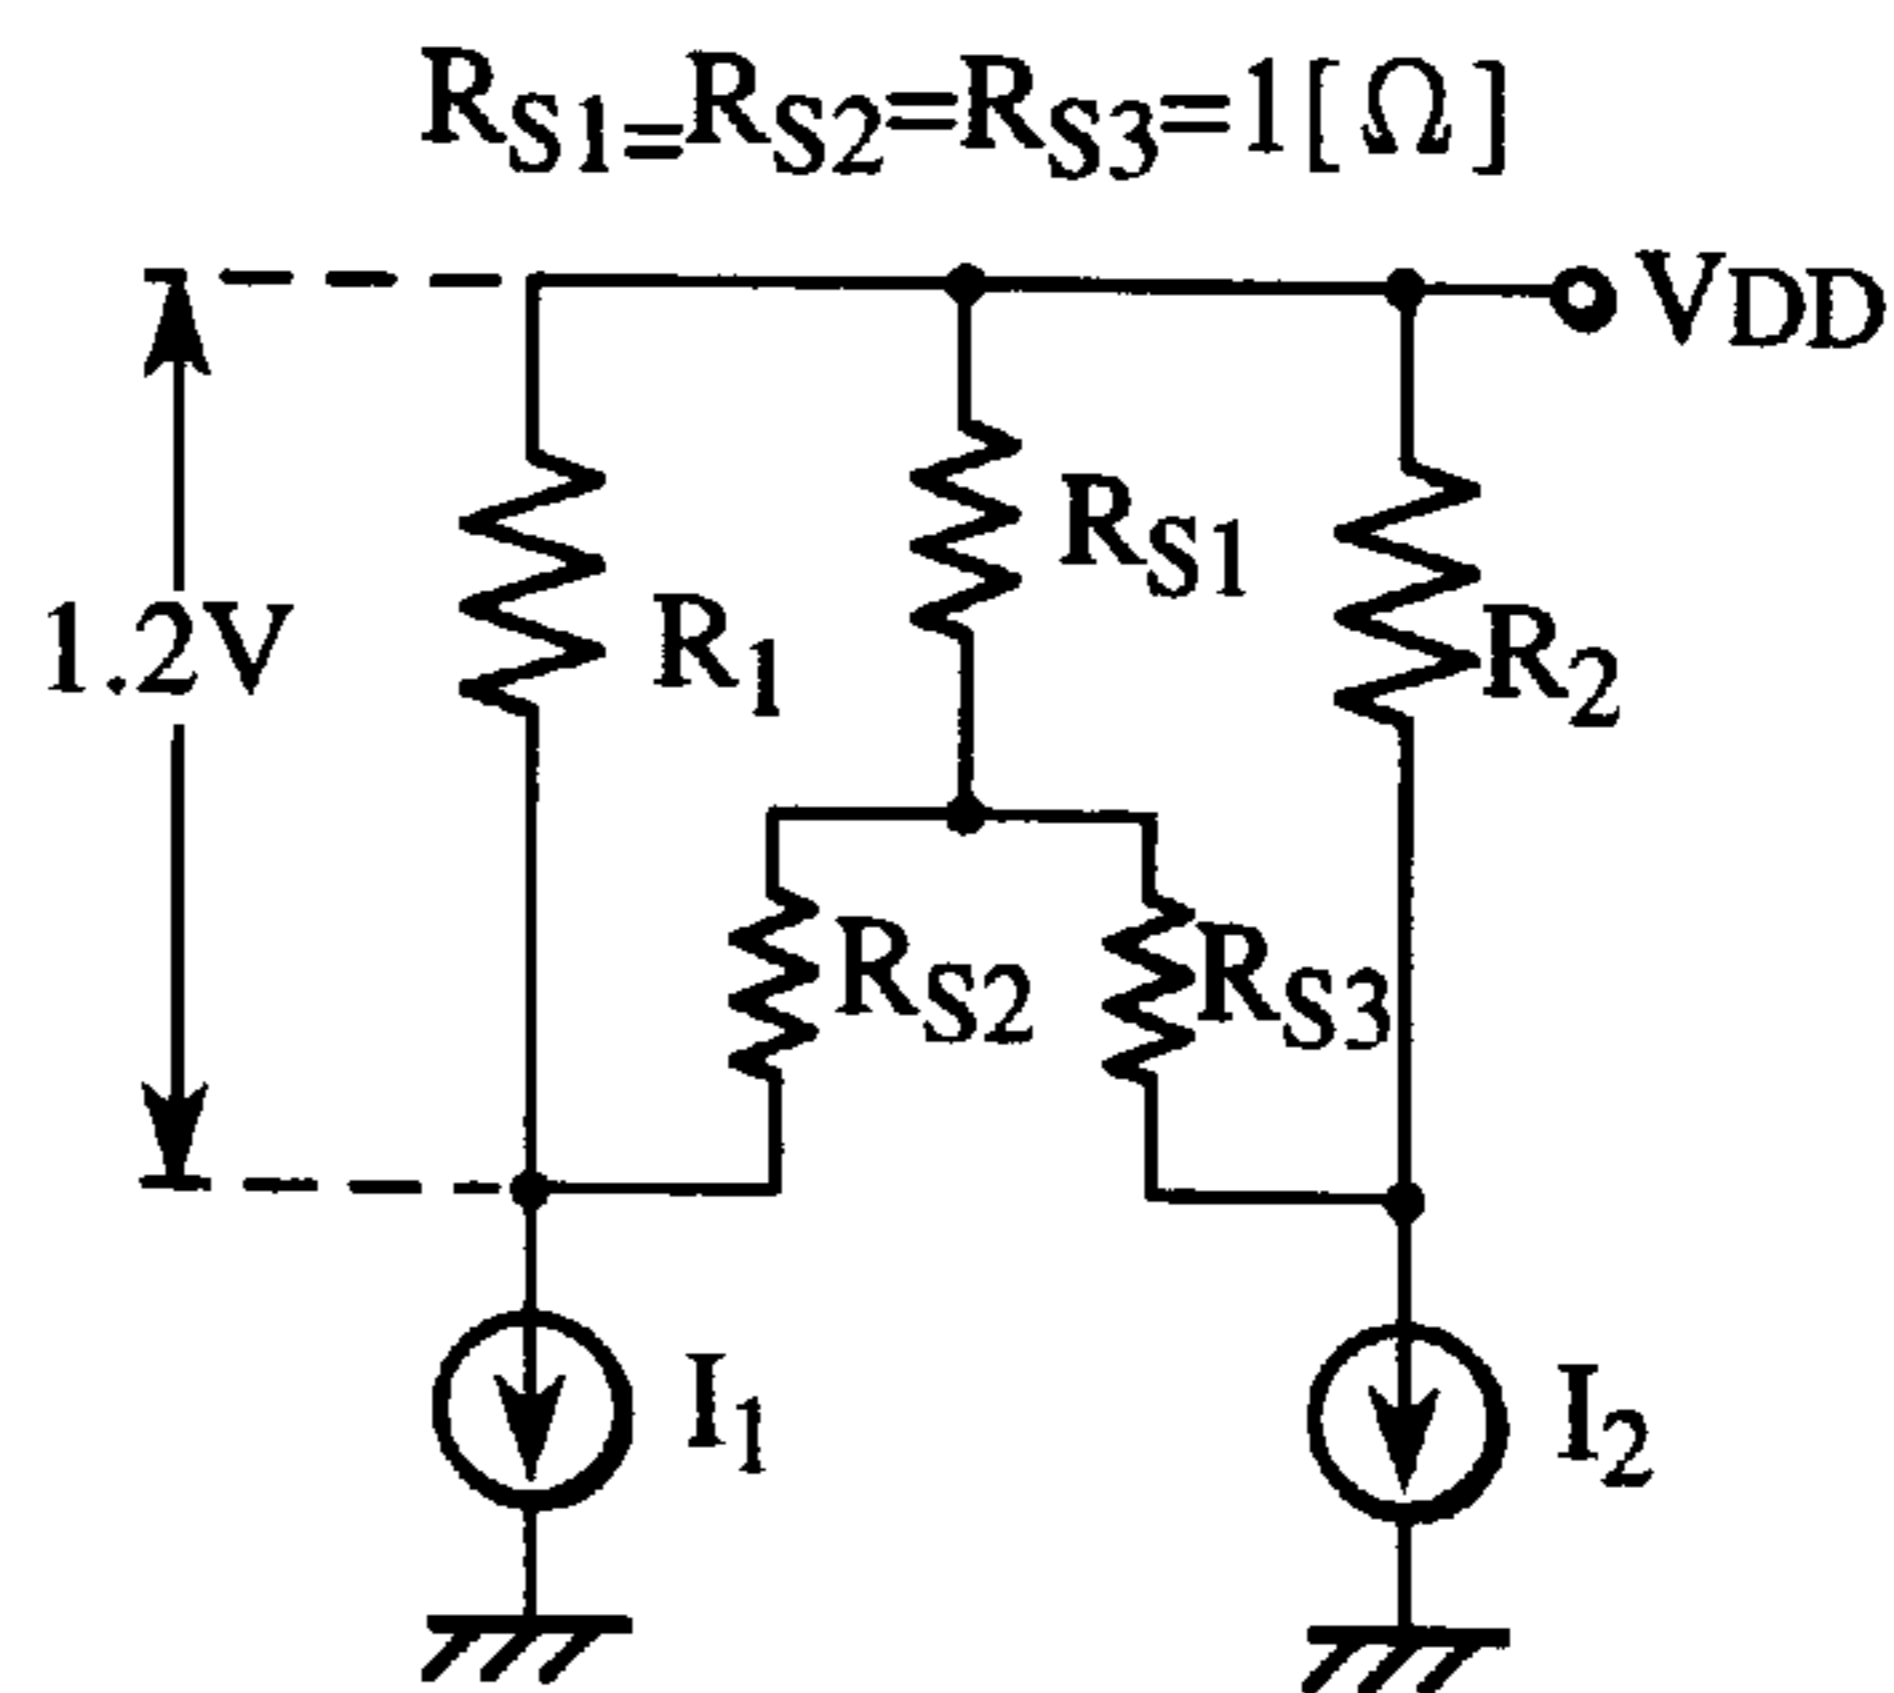 RS1=RS2=RS3=1[Ω]
VDD
RS1
1.2V
R1
R2
RS2
RS3
I1
I2